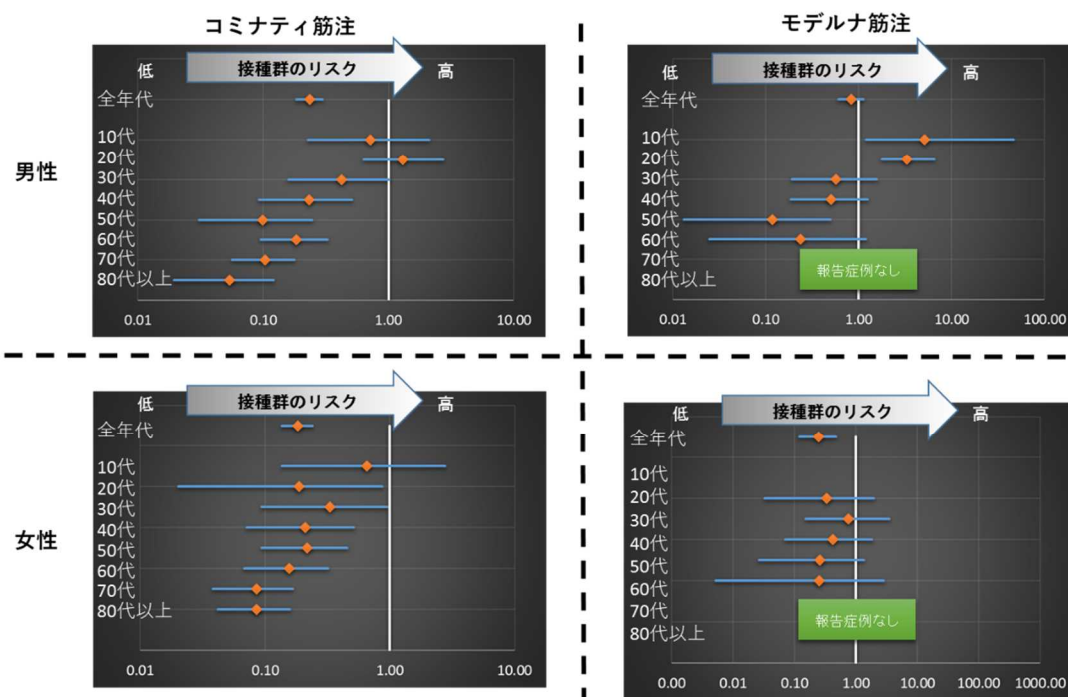 コミナティ筋注
モデルナ筋注
男性
低
接種群のリスク
高
全年代
10代
20代
30代
40代
50代
60代
70代
80代以上
0.01
0.10
1.00
10.00
低
接種群のリスク
高
全年代
10代
20代
30代
40代
50代
60代
70代
80代以上
報告症例なし
0.01
0.10
1.00
10.00
100.00
女性
低
接種群のリスク
高
全年代
10代
20代
30代
40代
50代
60代
70代
80代以上
0.01
0.10
1.00
10.00
低
接種群のリスク
高
全年代
10代
20代
30代
40代
50代
60代
70代
80代以上
報告症例なし
0.00
0.01
0.10
1.00
10.00
100.00
1000.00